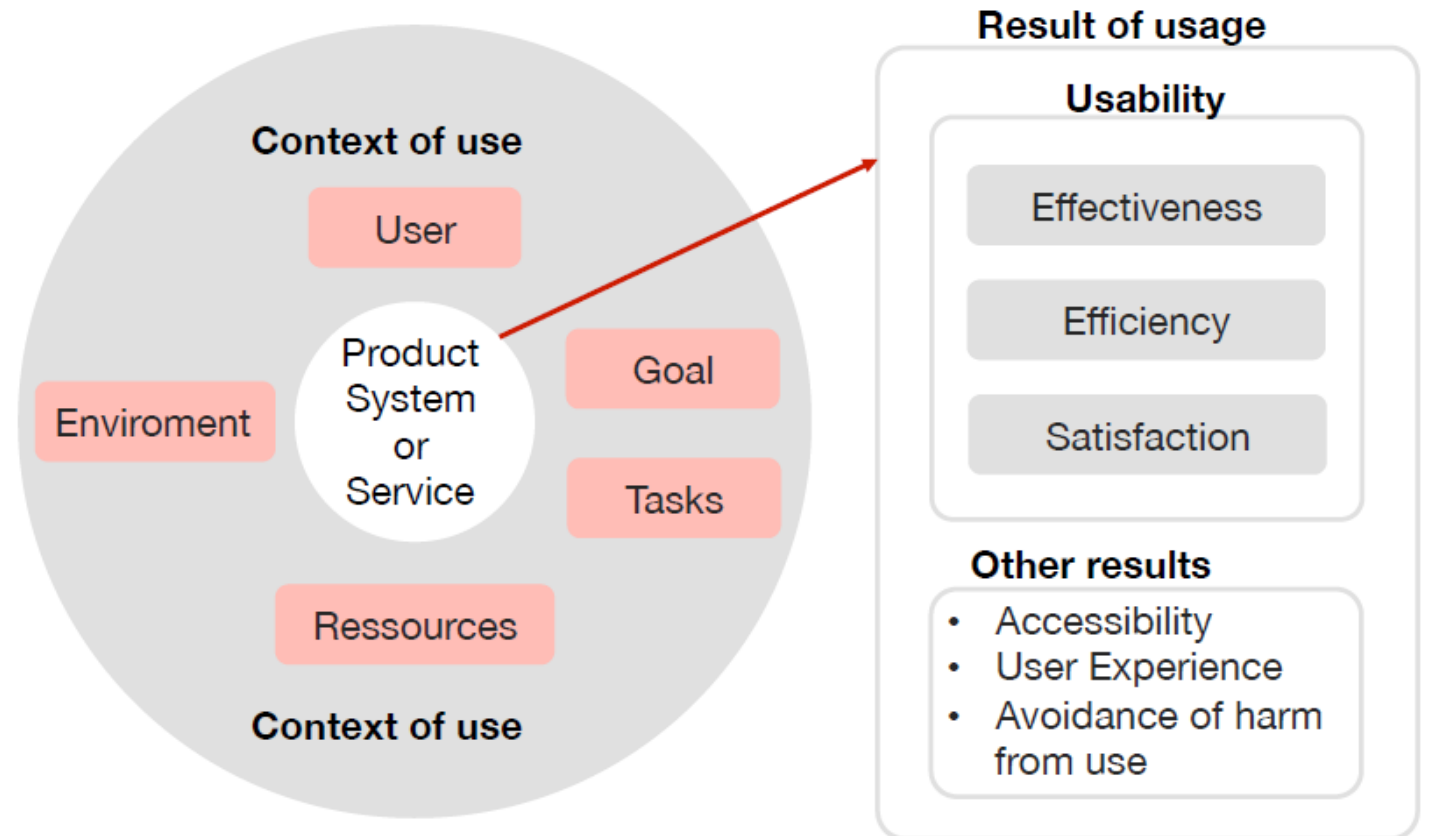 Context of use
User
Product
System
or
Service
Enviroment
Goal
Tasks
Ressources
Context of use
Result of usage
Usability
Effectiveness
Efficiency
Satisfaction
Other results
• Accessibility
• User Experience
• Avoidance of harm
from use